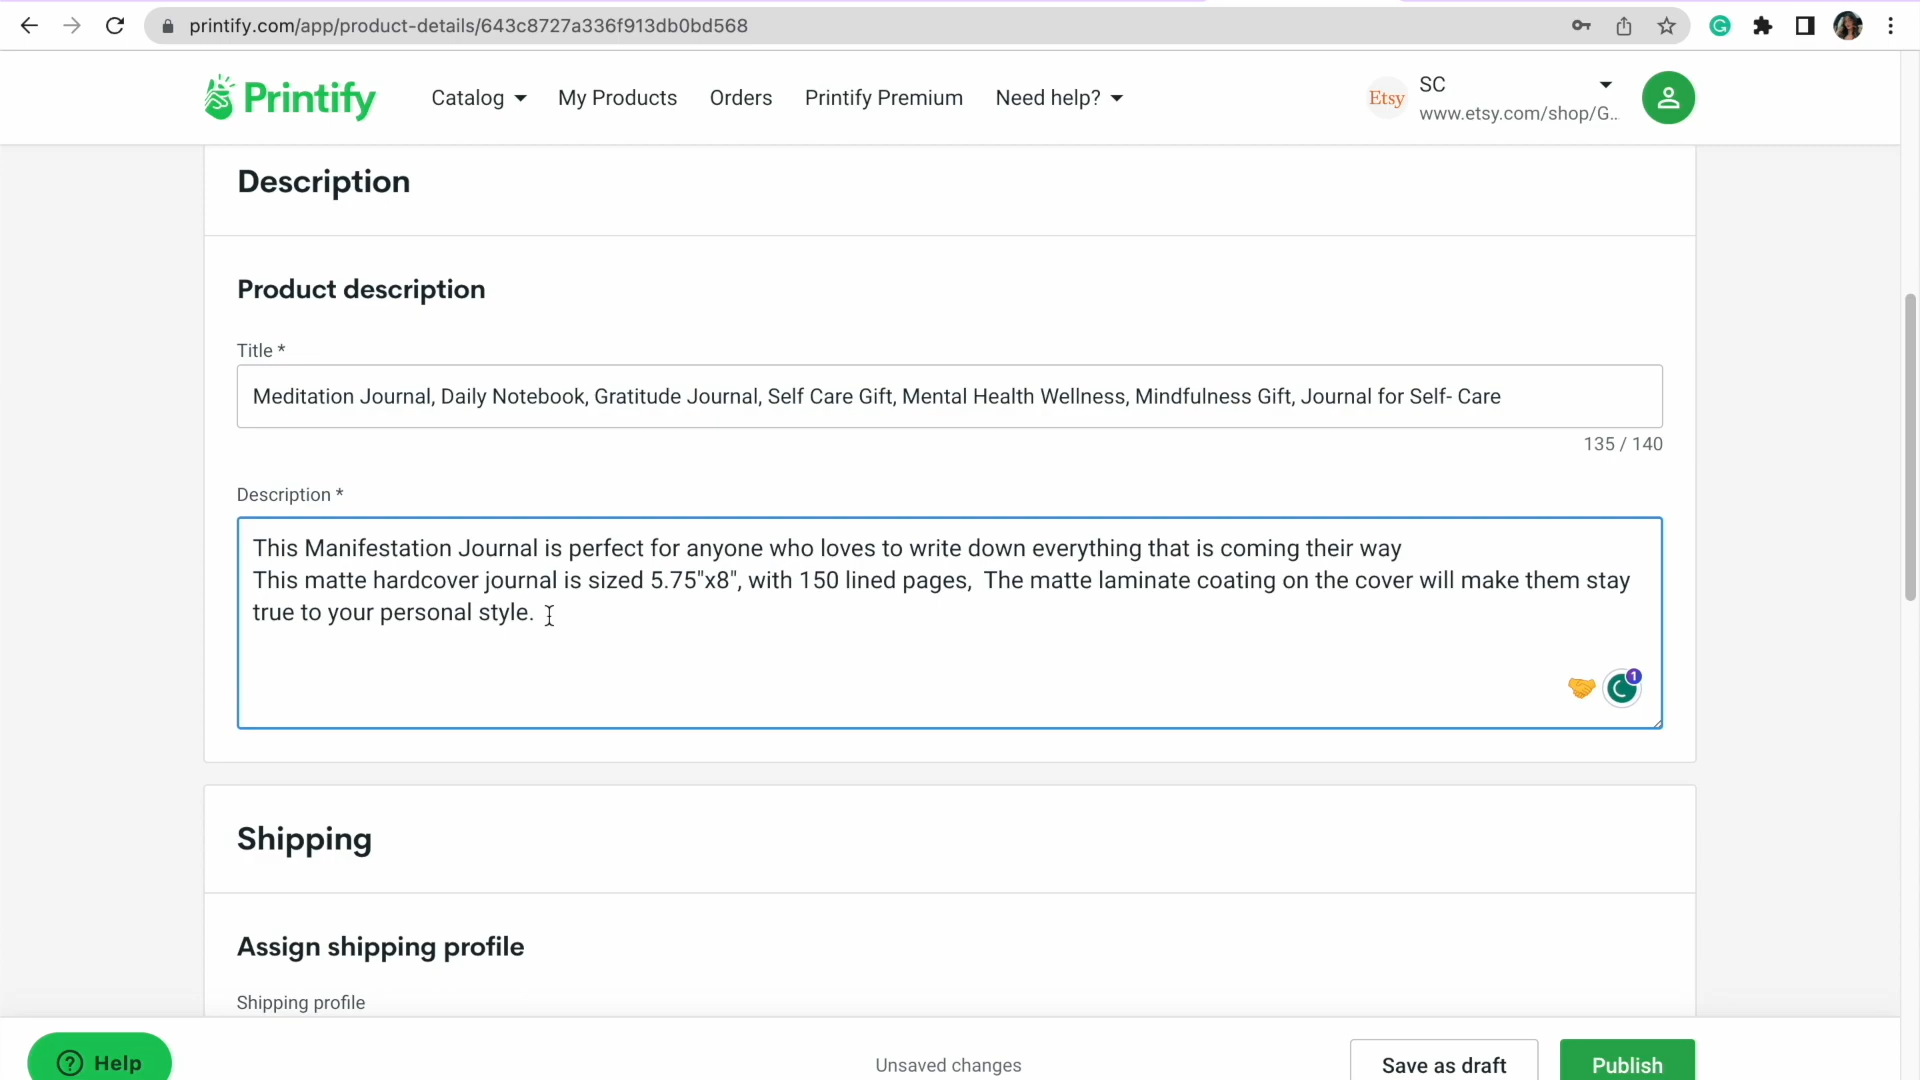 printify.com/app/product-details/643c8727a336f913db0bd568
Printify
Catalog
My Products
Orders
Printify Premium
Need help?
Etsy
SC
www.etsy.com/shop/G...
Description
Product description
Title *
Meditation Journal, Daily Notebook, Gratitude Journal, Self Care Gift, Mental Health Wellness, Mindfulness Gift, Journal for Self- Care
135 / 140
Description *
This Manifestation Journal is perfect for anyone who loves to write down everything that is coming their way
This matte hardcover journal is sized 5.75"x8", with 150 lined pages,  The matte laminate coating on the cover will make them stay
true to your personal style.
1
Shipping
Assign shipping profile
Shipping profile
Help
Unsaved changes
Save as draft
Publish